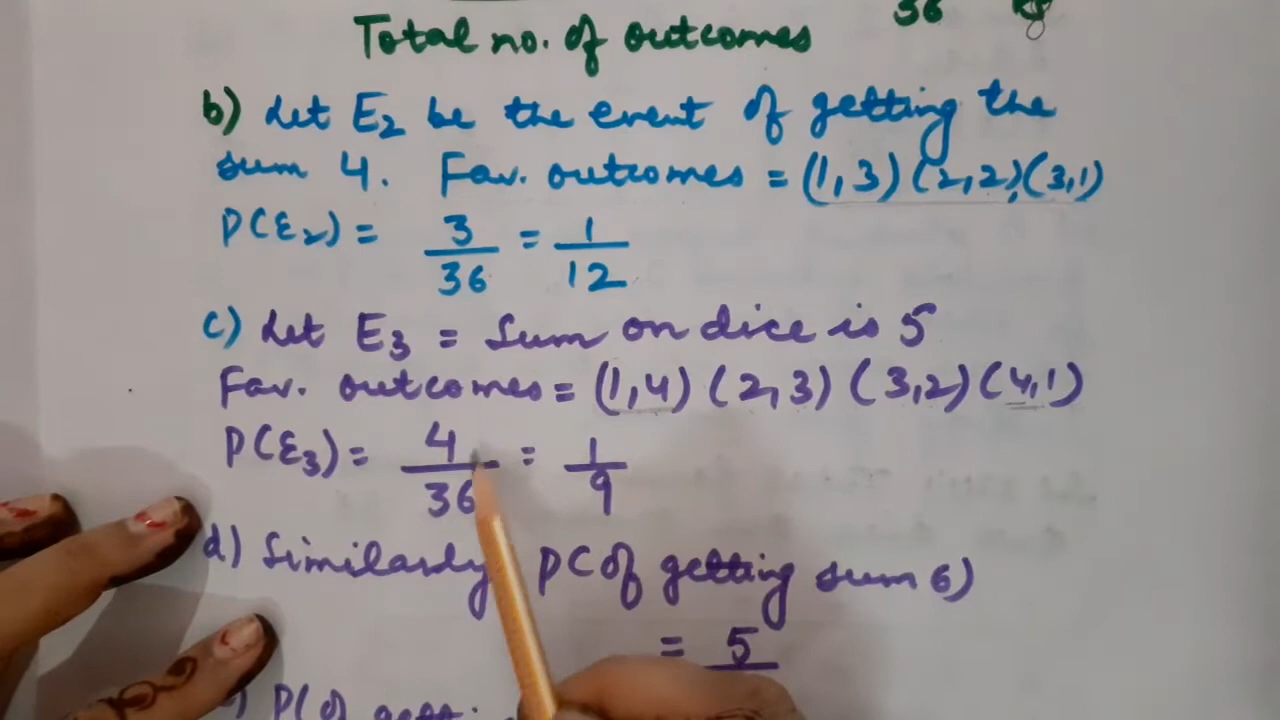 36
Total no. of outcomes
b) Let E2 be the event of getting the
sum 4. Fav. outcomes = (1,3) (2,2), (3,1)
P(E2) = 3/36 = 1/12
c) Let E3 = Sum on dice is 5
Fav. outcomes = (1,4) (2,3) (3,2) (4,1)
P(E3) = 4/36 = 1/9
d) Similarly P(of getting sum 6)
= 5
P(of